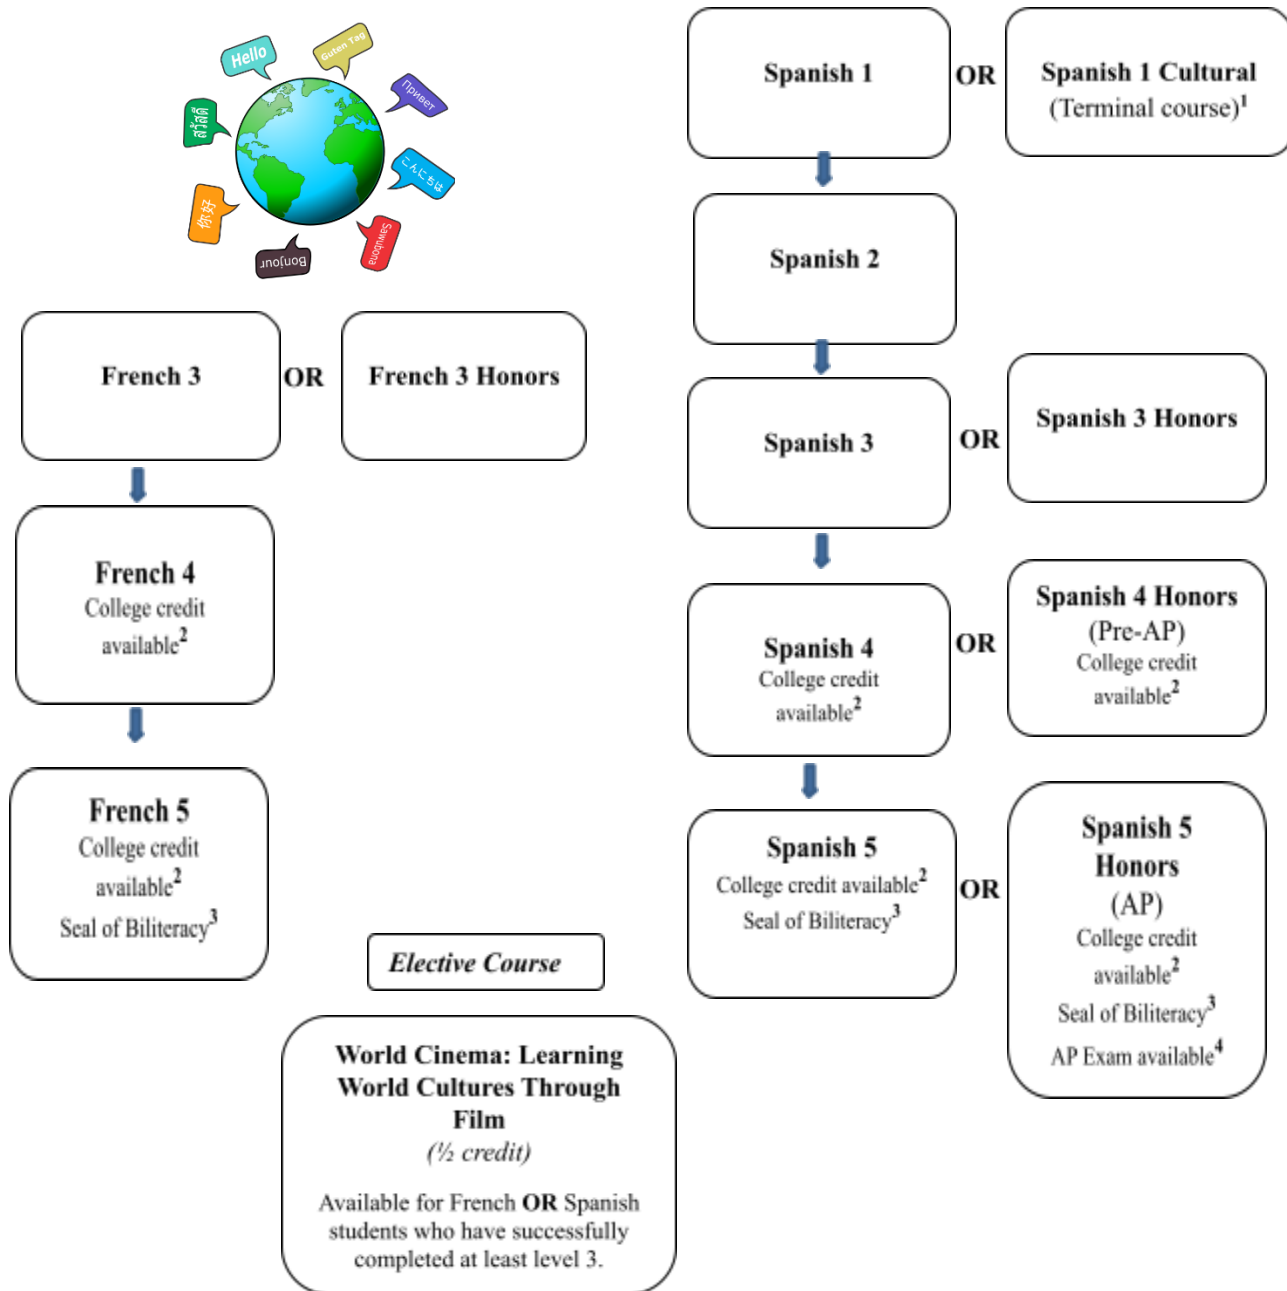 Hello
Guten Tag
Привет
สวัสดี
こんにちは
你好
Sawubona
Bonjour
Spanish 1
OR
Spanish 1 Cultural
(Terminal course)¹
Spanish 2
French 3
OR
French 3 Honors
Spanish 3
OR
Spanish 3 Honors
French 4
College credit
available²
Spanish 4
College credit
available²
OR
Spanish 4 Honors
(Pre-AP)
College credit
available²
French 5
College credit
available²
Seal of Biliteracy³
Spanish 5
College credit available²
Seal of Biliteracy³
OR
Spanish 5
Honors
(AP)
College credit
available²
Seal of Biliteracy³
AP Exam available⁴
Elective Course
World Cinema: Learning
World Cultures Through
Film
(½ credit)
Available for French OR Spanish
students who have successfully
completed at least level 3.